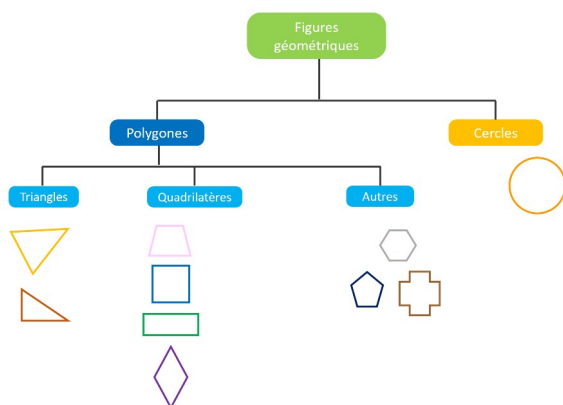 Figures
géométriques
Polygones
Cercles
Triangles
Quadrilatères
Autres